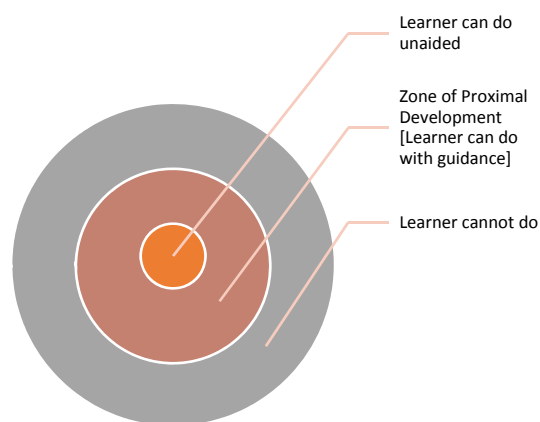 Learner can do
unaided
Zone of Proximal
Development
[Learner can do
with guidance]
Learner cannot do